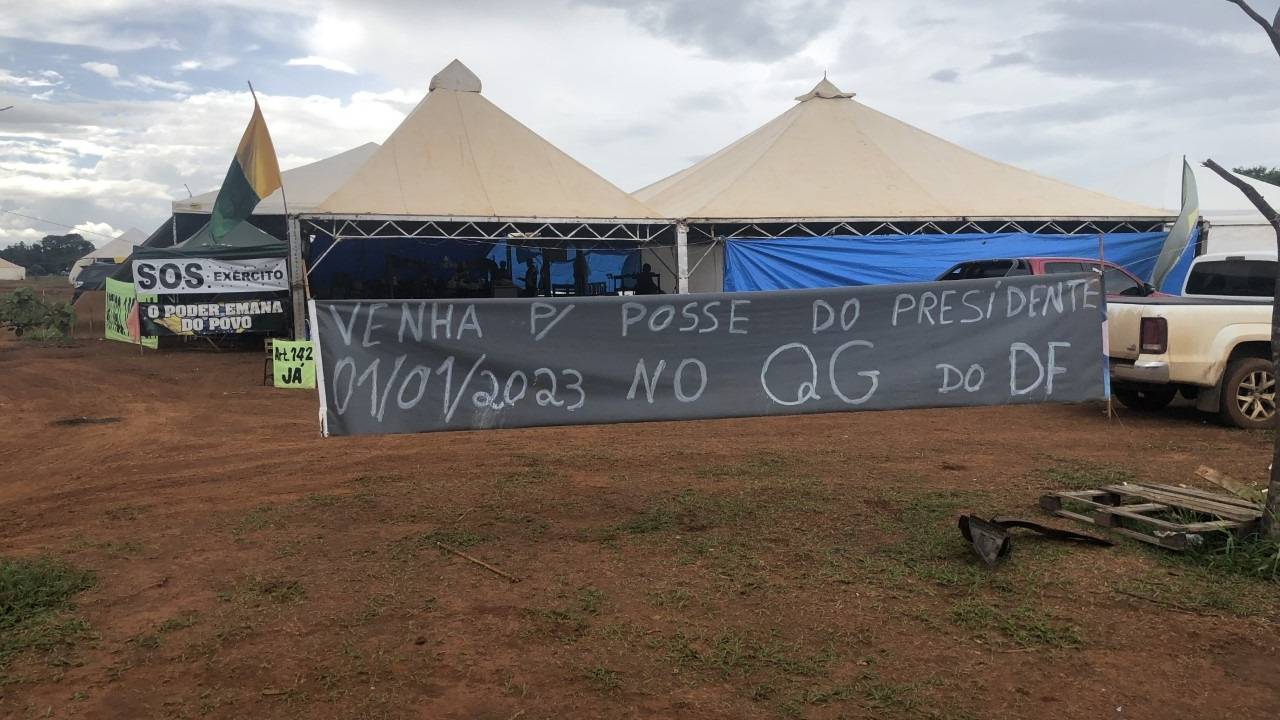 SOS EXÉRCITO
O PODER EMANA
DO POVO
Art. 142
JÁ
VENHA P/ POSSE DO PRESÍDENTE
01/01/2023 NO QG DO DF